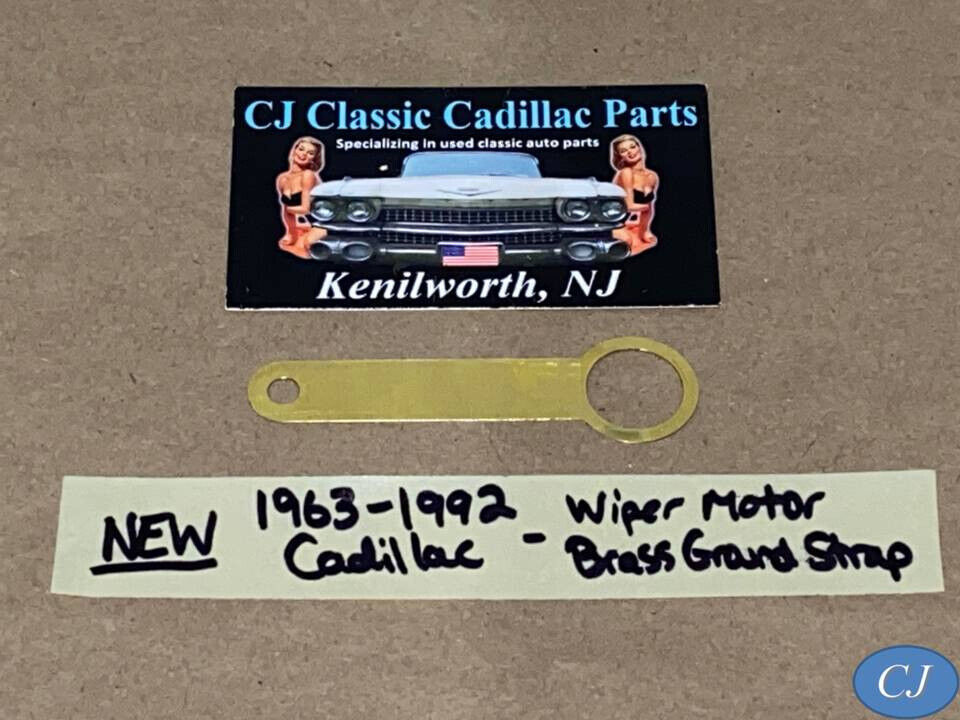 CJ Classic Cadillac Parts
Specializing in used classic auto parts
Kenilworth, NJ
NEW 1963-1992 Cadillac - Wiper Motor Brass Ground Strap
CJ